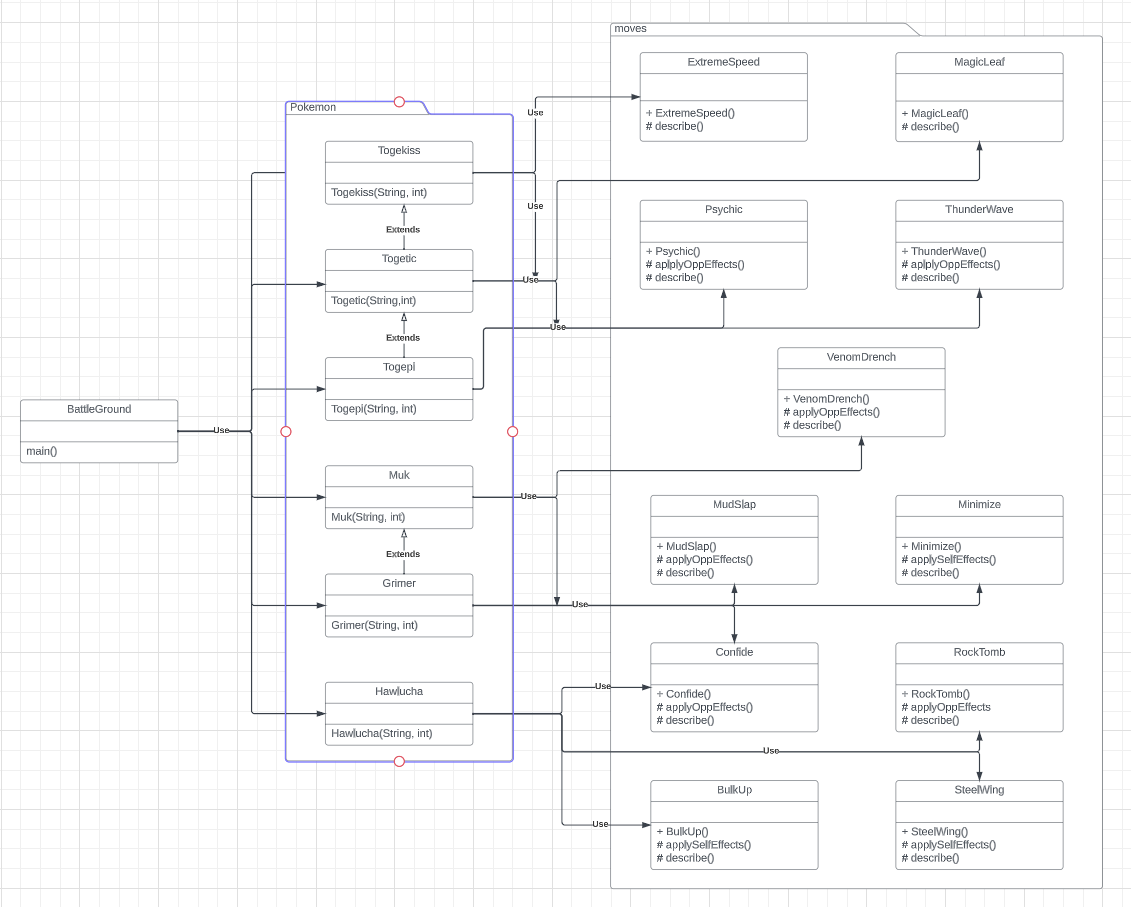 moves
ExtremeSpeed
+ ExtremeSpeed()
# describe()
MagicLeaf
+ MagicLeaf()
# describe()
Pokemon
Use
Togekiss
Togekiss(String, int)
Use
Extends
Psychic
+ Psychic()
# aplplyOppEffects()
# describe()
ThunderWave
+ ThunderWave()
# aplplyOppEffects()
# describe()
Togetic
Togetic(String,int)
Use
Extends
Use
Togepi
Togepi(String, int)
VenomDrench
+ VenomDrench()
# applyOppEffects()
# describe()
BattleGround
main()
Use
Muk
Muk(String, int)
Use
Extends
MudSlap
+ MudSlap()
# applyOppEffects()
# describe()
Minimize
+ Minimize()
# applySelfEffects()
# describe()
Grimer
Grimer(String, int)
Use
Confide
+ Confide()
# applyOppEffects()
# describe()
RockTomb
+ RockTomb()
# applyOppEffects
# describe()
Hawlucha
Hawlucha(String, int)
Use
Use
Use
BulkUp
+ BulkUp()
# applySelfEffects()
# describe()
SteelWing
+ SteelWing()
# applySelfEffects()
# describe()